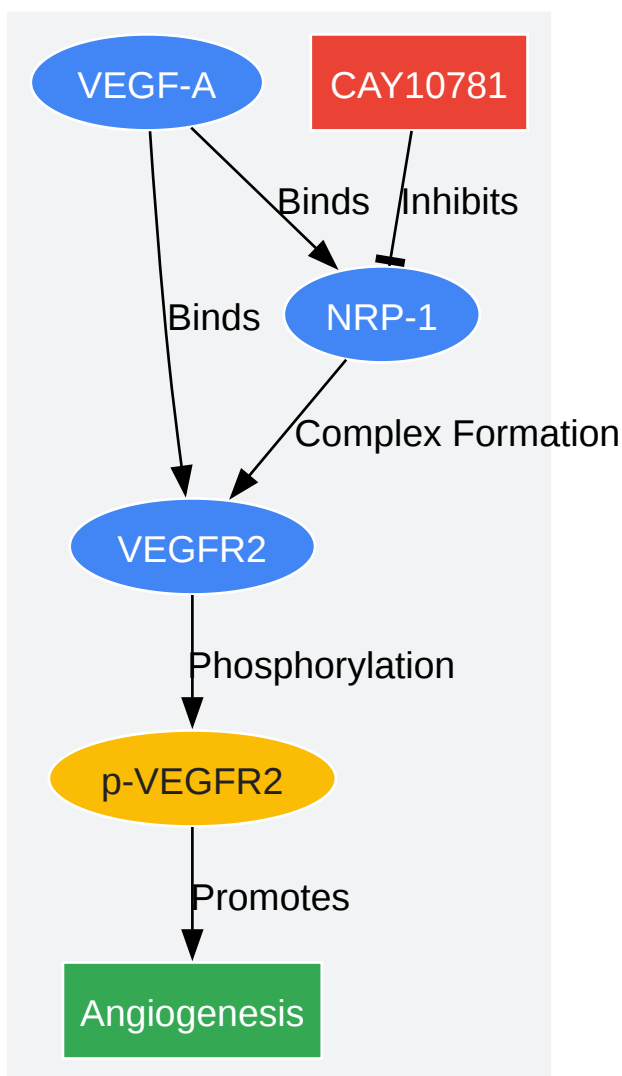 VEGF-A
CAY10781
Binds
Inhibits
NRP-1
Binds
Complex Formation
VEGFR2
Phosphorylation
p-VEGFR2
Promotes
Angiogenesis